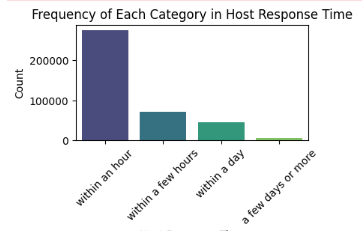 Frequency of Each Category in Host Response Time
Count
200000
100000
0
within an hour
within a few hours
within a day
a few days or more